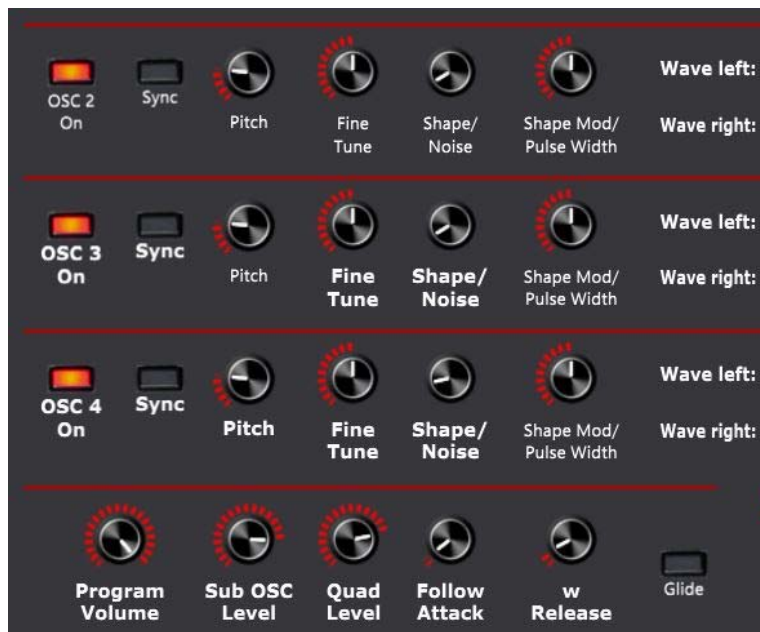 OSC 2
On
Sync
Pitch
Fine
Tune
Shape/
Noise
Shape Mod/
Pulse Width
Wave left:
Wave right:
OSC 3
On
Sync
Pitch
Fine
Tune
Shape/
Noise
Shape Mod/
Pulse Width
Wave left:
Wave right:
OSC 4
On
Sync
Pitch
Fine
Tune
Shape/
Noise
Shape Mod/
Pulse Width
Wave left:
Wave right:
Program
Volume
Sub OSC
Level
Quad
Level
Follow
Attack
w
Release
Glide